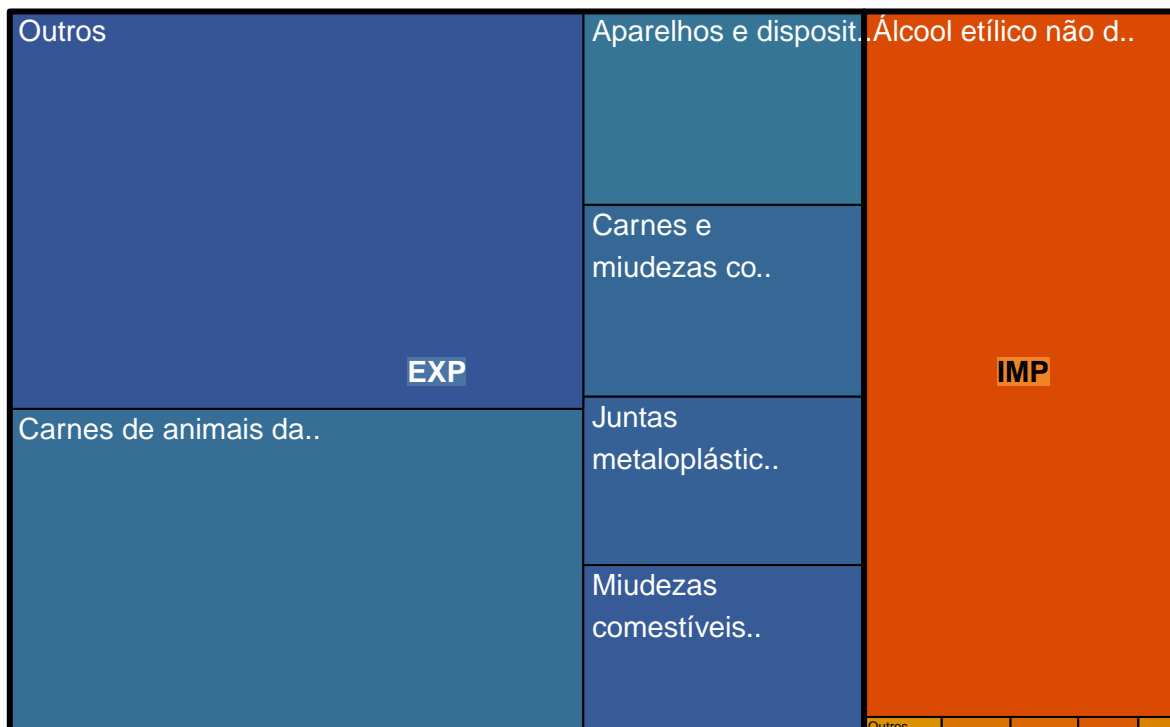 Outros
EXP
Carnes de animais da..
Aparelhos e disposit..
Carnes e
miudezas co..
Juntas
metaloplástic..
Miudezas
comestíveis..
Álcool etílico não d..
IMP
Outros